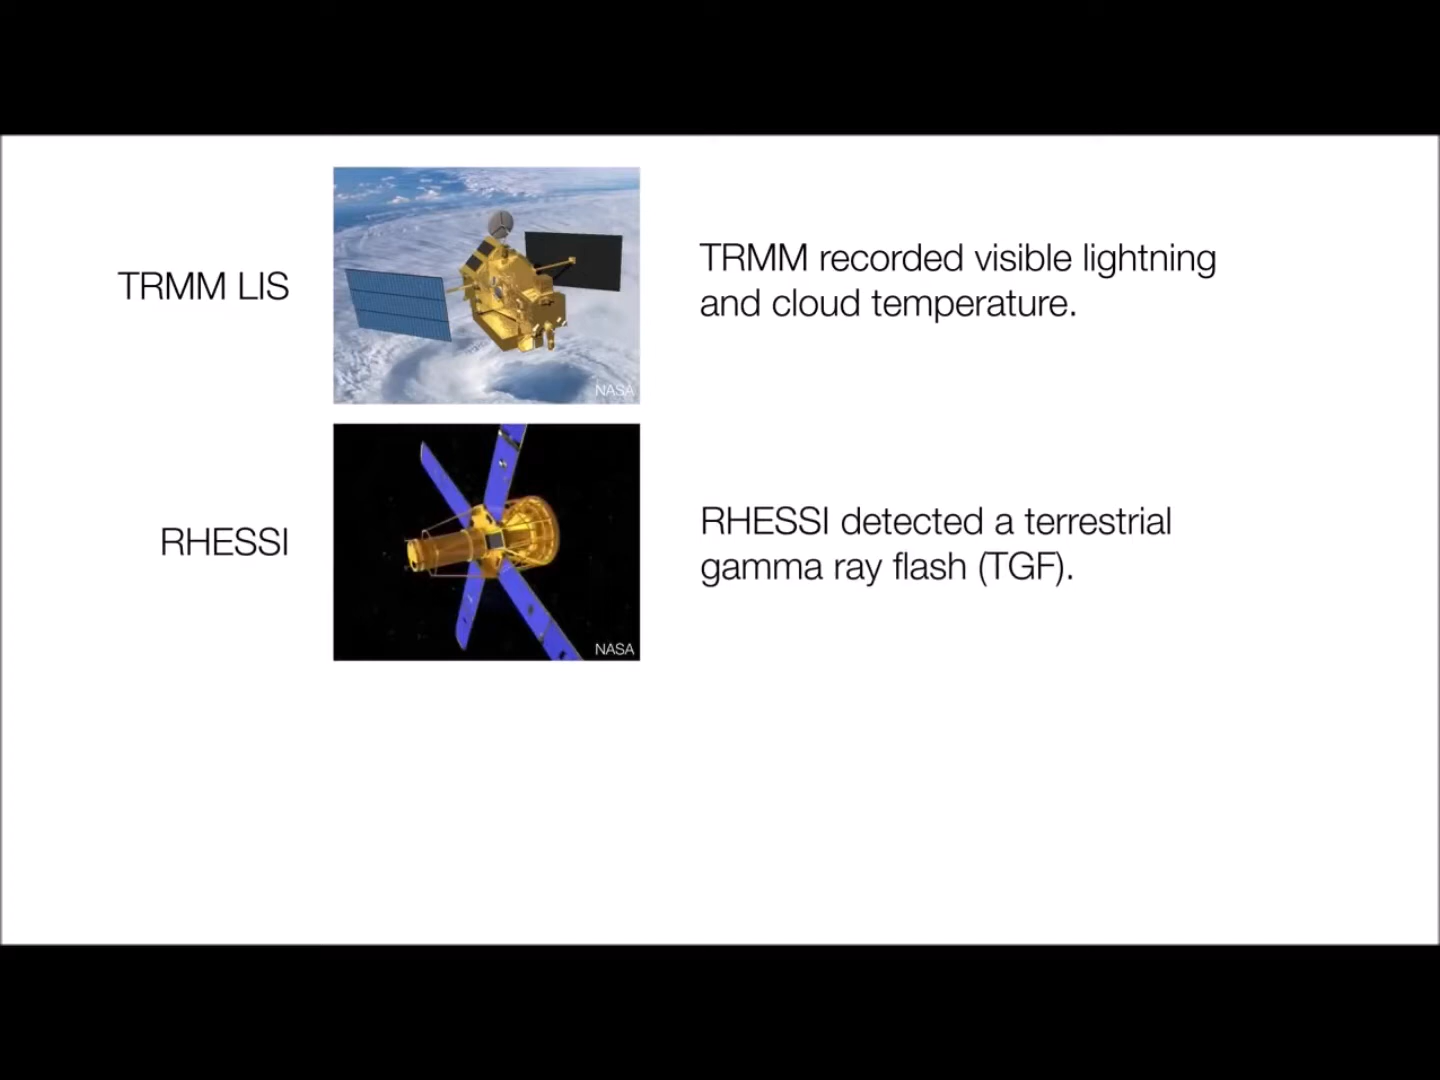 TRMM LIS
NASA
TRMM recorded visible lightning
and cloud temperature.
RHESSI
NASA
RHESSI detected a terrestrial
gamma ray flash (TGF).